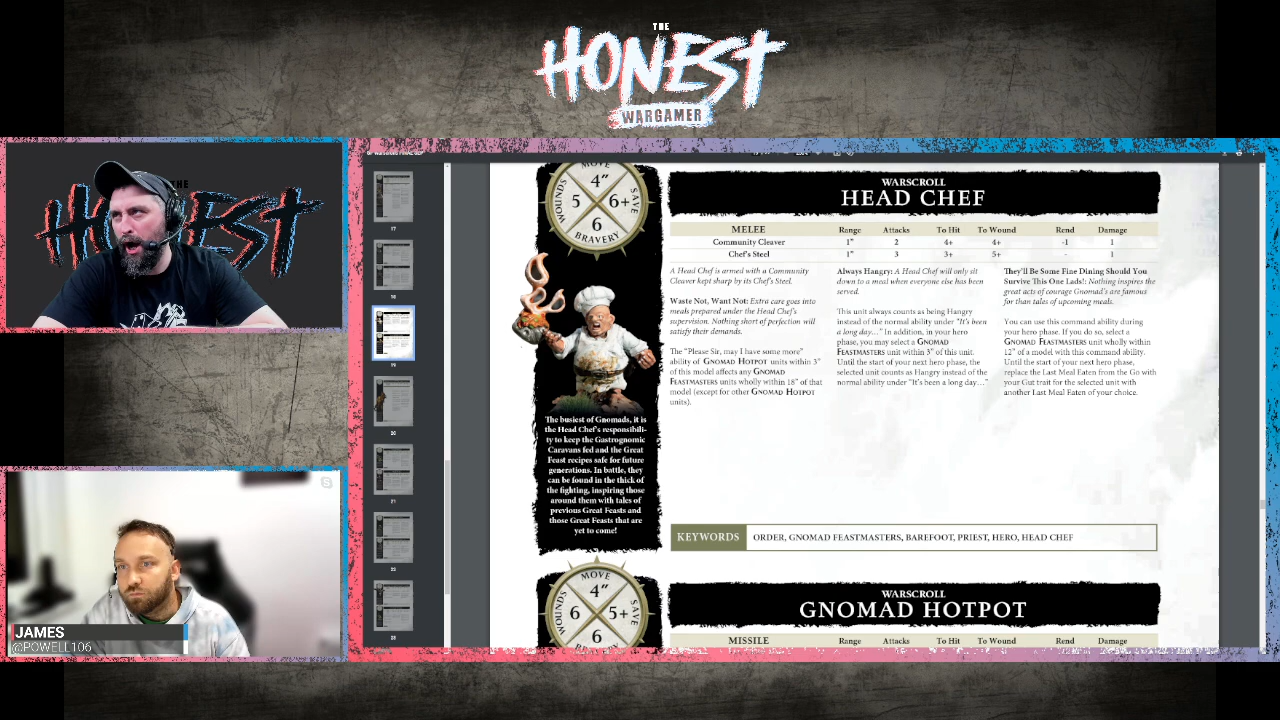 THE
HONEST
WARGAMER
THE
JAMES
@POWELL106
17
18
19
20
21
22
23
MOVE
4"
WOUNDS
5
6+
SAVE
6
BRAVERY
The busiest of Gnomads, it is
the Head Chef's responsibili-
ty to keep the Gastrognomic
Caravans fed and the Great
Feast recipes safe for future
generations. In battle, they
can be found in the thick of
the fighting, inspiring those
around them with tales of
previous Great Feasts and
those Great Feasts that are
yet to come!
WARSCROLL
HEAD CHEF
MELEE Range Attacks To Hit To Wound Rend Damage
Community Cleaver 1" 2 4+ 4+ -1 1
Chef's Steel 1" 3 3+ 5+ - 1
A Head Chef is armed with a Community
Cleaver kept sharp by its Chef's Steel.
Waste Not, Want Not: Extra care goes into
meals prepared under the Head Chef's
supervision. Nothing short of perfection will
satisfy their demands.
The "Please Sir, may I have some more"
ability of GNOMAD HOTPOT units within 3"
of this model affects any GNOMAD
FEASTMASTERS units wholly within 18" of that
model (except for other GNOMAD HOTPOT
units).
Always Hangry: A Head Chef will only sit
down to a meal when everyone else has been
served.
This unit always counts as being Hangry
instead of the normal ability under "It's been
a long day…" In addition, in your hero
phase, you may select a GNOMAD
FEASTMASTERS unit within 3" of this unit.
Until the start of your next hero phase, the
selected unit counts as Hangry instead of the
normal ability under "It's been a long day…"
They'll Be Some Fine Dining Should You
Survive This One Lads!: Nothing inspires the
great acts of courage Gnomad's are famous
for than tales of upcoming meals.
You can use this command ability during
your hero phase. If you do so, select a
GNOMAD FEASTMASTERS unit wholly within
12" of a model with this command ability.
Until the start of your next hero phase,
replace the Last Meal Eaten from the Go with
your Gut trait for the selected unit with
another Last Meal Eaten of your choice.
KEYWORDS ORDER, GNOMAD FEASTMASTERS, BAREFOOT, PRIEST, HERO, HEAD CHEF
MOVE
4"
WOUNDS
6
5+
SAVE
6
WARSCROLL
GNOMAD HOTPOT
MISSILE Range Attacks To Hit To Wound Rend Damage